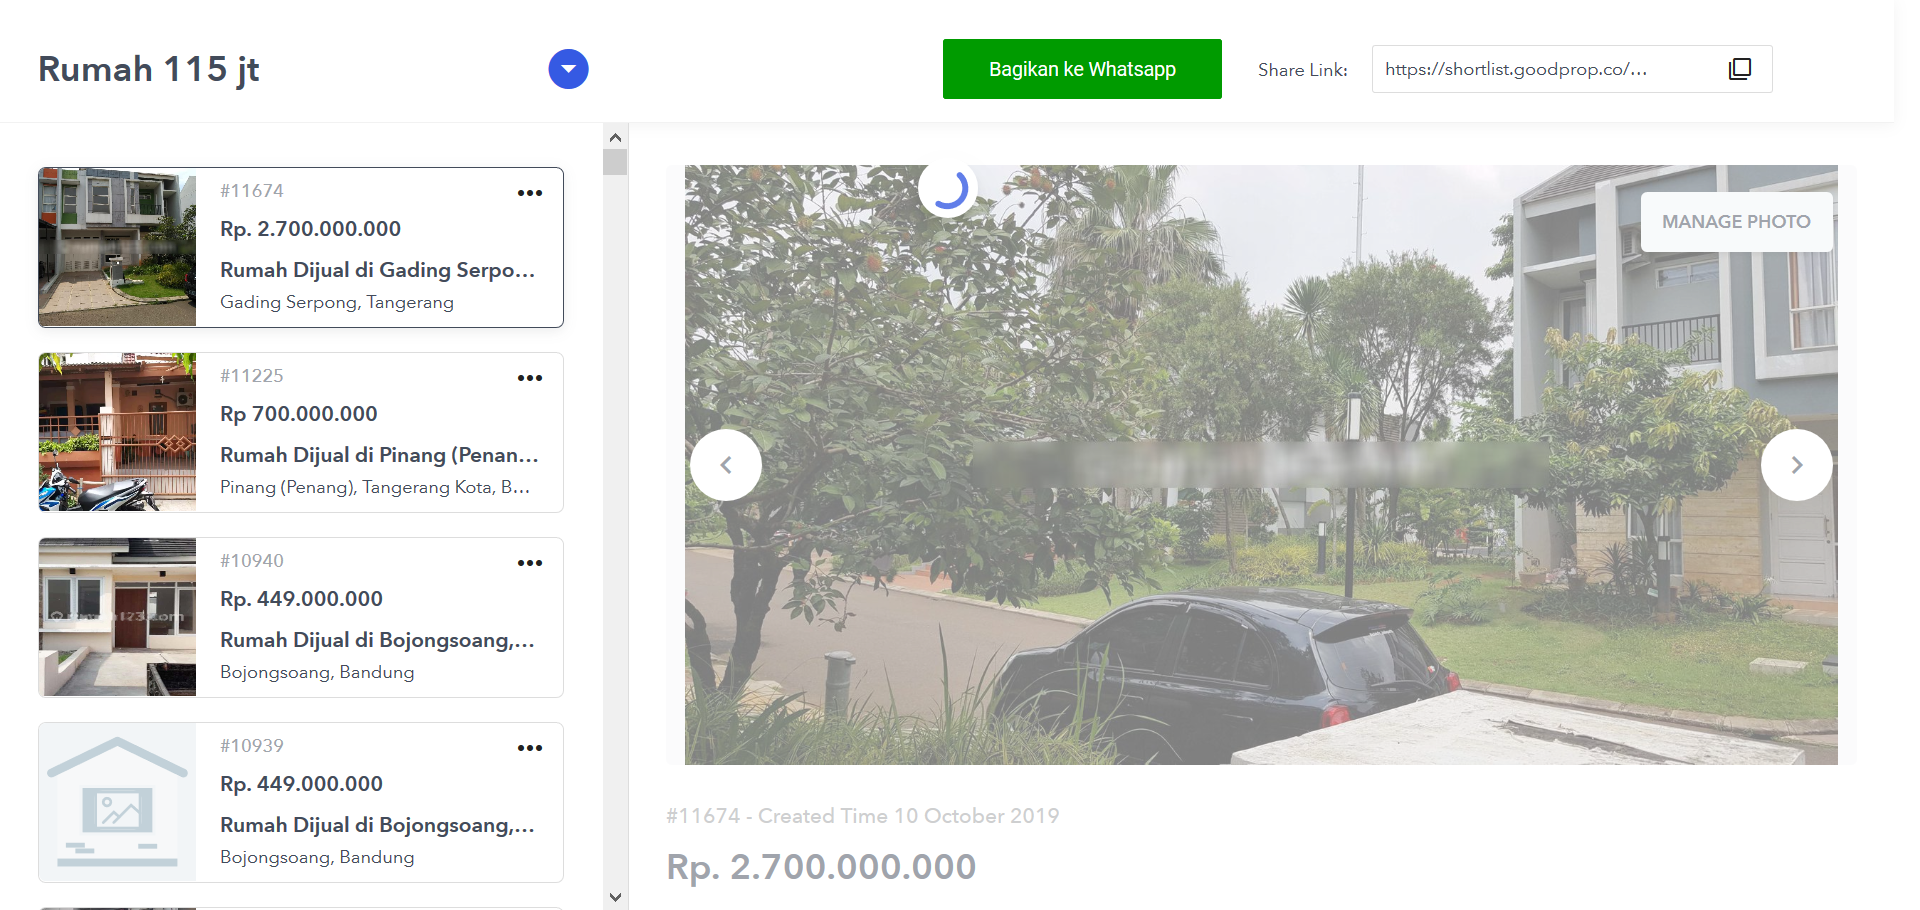 Rumah 115 jt
Bagikan ke Whatsapp
Share Link:
https://shortlist.goodprop.co/...
#11674
Rp. 2.700.000.000
Rumah Dijual di Gading Serpo...
Gading Serpong, Tangerang
#11225
Rp 700.000.000
Rumah Dijual di Pinang (Penan...
Pinang (Penang), Tangerang Kota, B...
#10940
Rp. 449.000.000
Rumah Dijual di Bojongsoang,...
Bojongsoang, Bandung
#10939
Rp. 449.000.000
Rumah Dijual di Bojongsoang,...
Bojongsoang, Bandung
MANAGE PHOTO
#11674 - Created Time 10 October 2019
Rp. 2.700.000.000